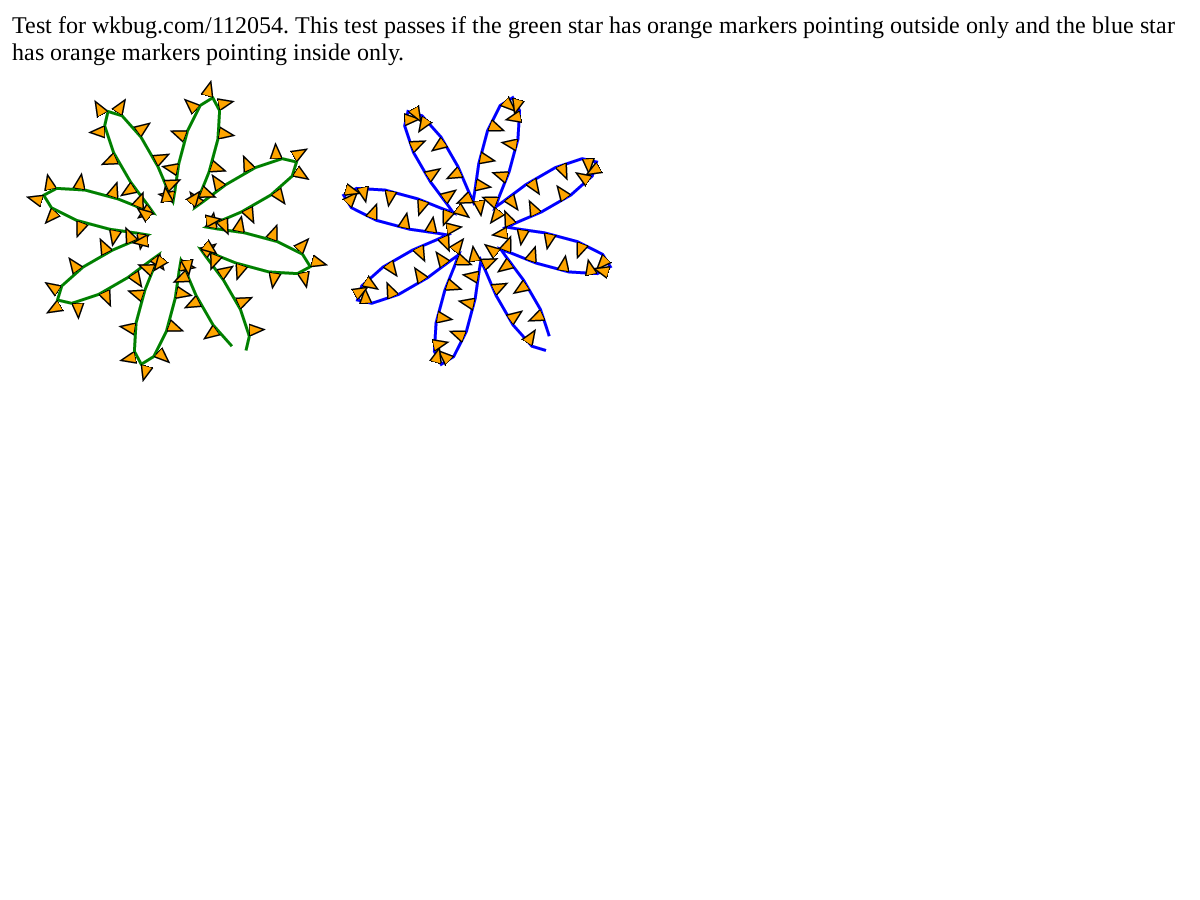 Test for wkbug.com/112054. This test passes if the green star has orange markers pointing outside only and the blue star
has orange markers pointing inside only.